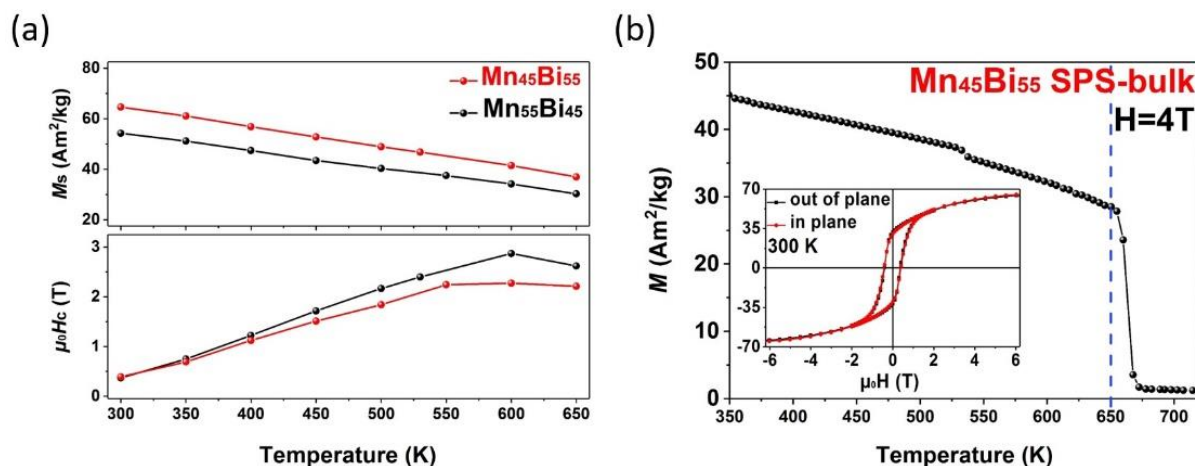 (a)
80
60
40
20
Ms (Am²/kg)
Mn₄₅Bi₅₅
Mn₅₅Bi₄₅
3
2
1
0
μ₀Hc (T)
300 350 400 450 500 550 600 650
Temperature (K)
(b)
50
40
30
20
10
0
M (Am²/kg)
Mn₄₅Bi₅₅ SPS-bulk
H=4T
70
35
0
-35
-70
out of plane
in plane
300 K
-6 -4 -2 0 2 4 6
μ₀H (T)
350 400 450 500 550 600 650 700
Temperature (K)